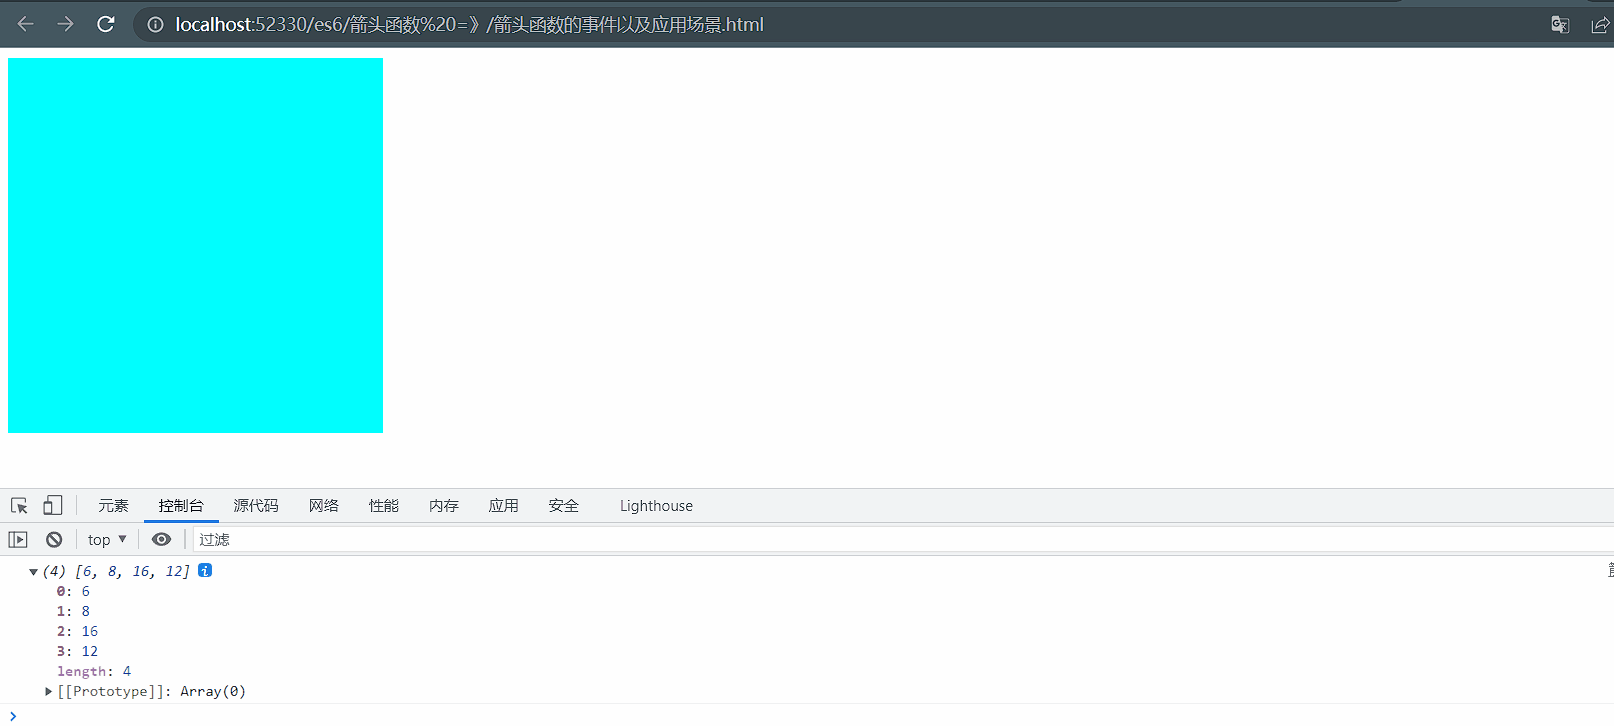 localhost:52330/es6/箭头函数%20=》/箭头函数的事件以及应用场景.html
元素 控制台 源代码 网络 性能 内存 应用 安全 Lighthouse
top 过滤
(4) [6, 8, 16, 12]
0: 6
1: 8
2: 16
3: 12
length: 4
[[Prototype]]: Array(0)